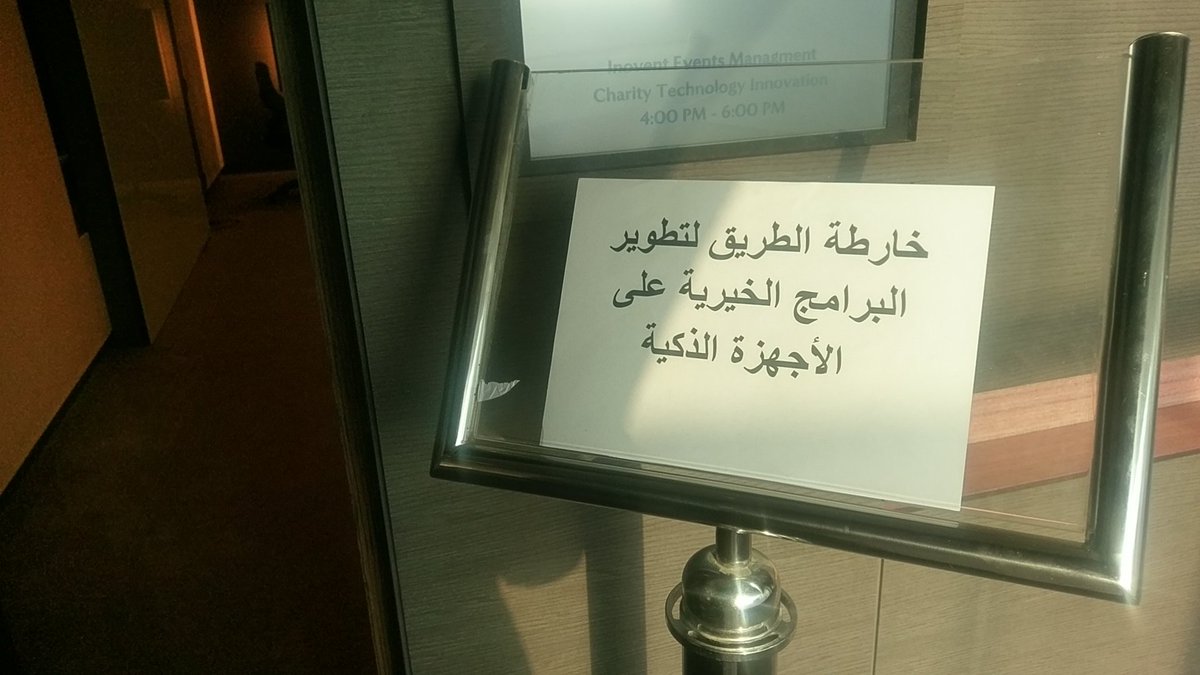 Inovent Events Managment
Charity Technology Innovation
4:00 PM - 6:00 PM
خارطة الطريق لتطوير
البرامج الخيرية على
الأجهزة الذكية